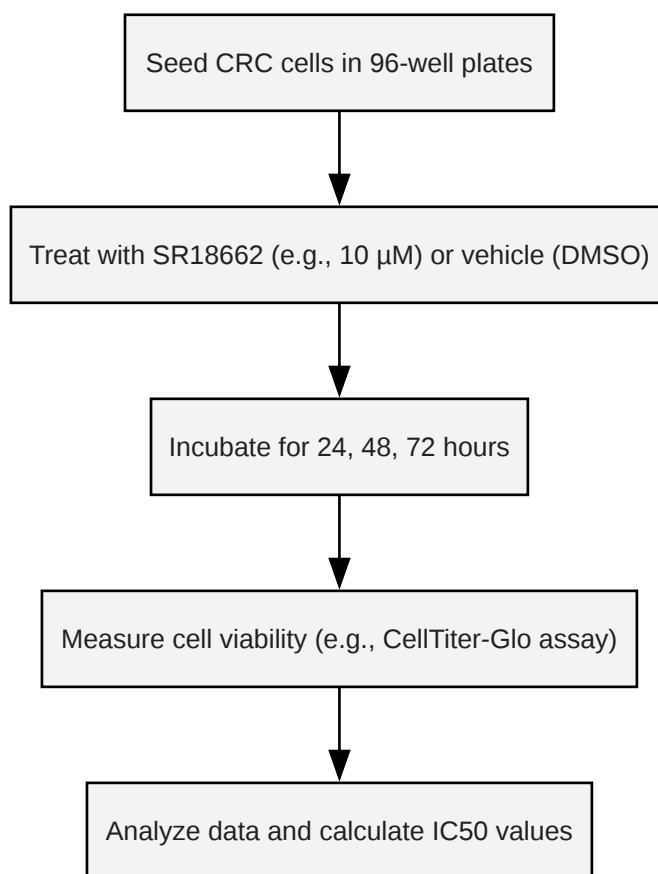 Seed CRC cells in 96-well plates
Treat with SR18662 (e.g., 10 µM) or vehicle (DMSO)
Incubate for 24, 48, 72 hours
Measure cell viability (e.g., CellTiter-Glo assay)
Analyze data and calculate IC50 values